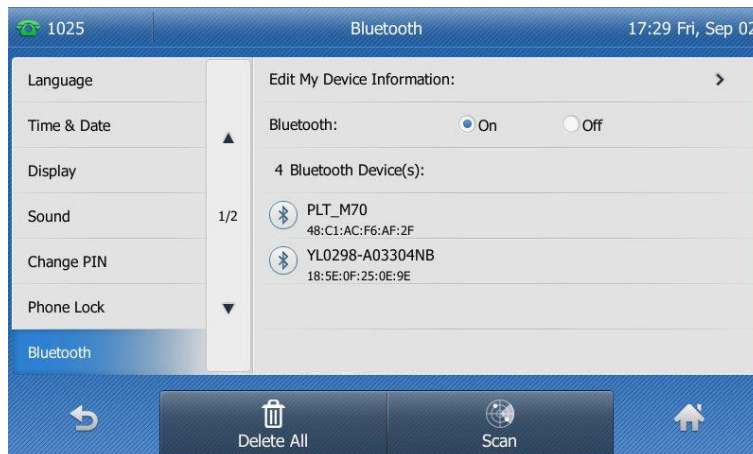 1025 Bluetooth 17:29 Fri, Sep 02
Language
Time & Date
Display
Sound
Change PIN
Phone Lock
Bluetooth
1/2
Edit My Device Information:
Bluetooth: On Off
4 Bluetooth Device(s):
PLT_M70
48:C1:AC:F6:AF:2F
YL0298-A03304NB
18:5E:0F:25:0E:9E
Delete All Scan